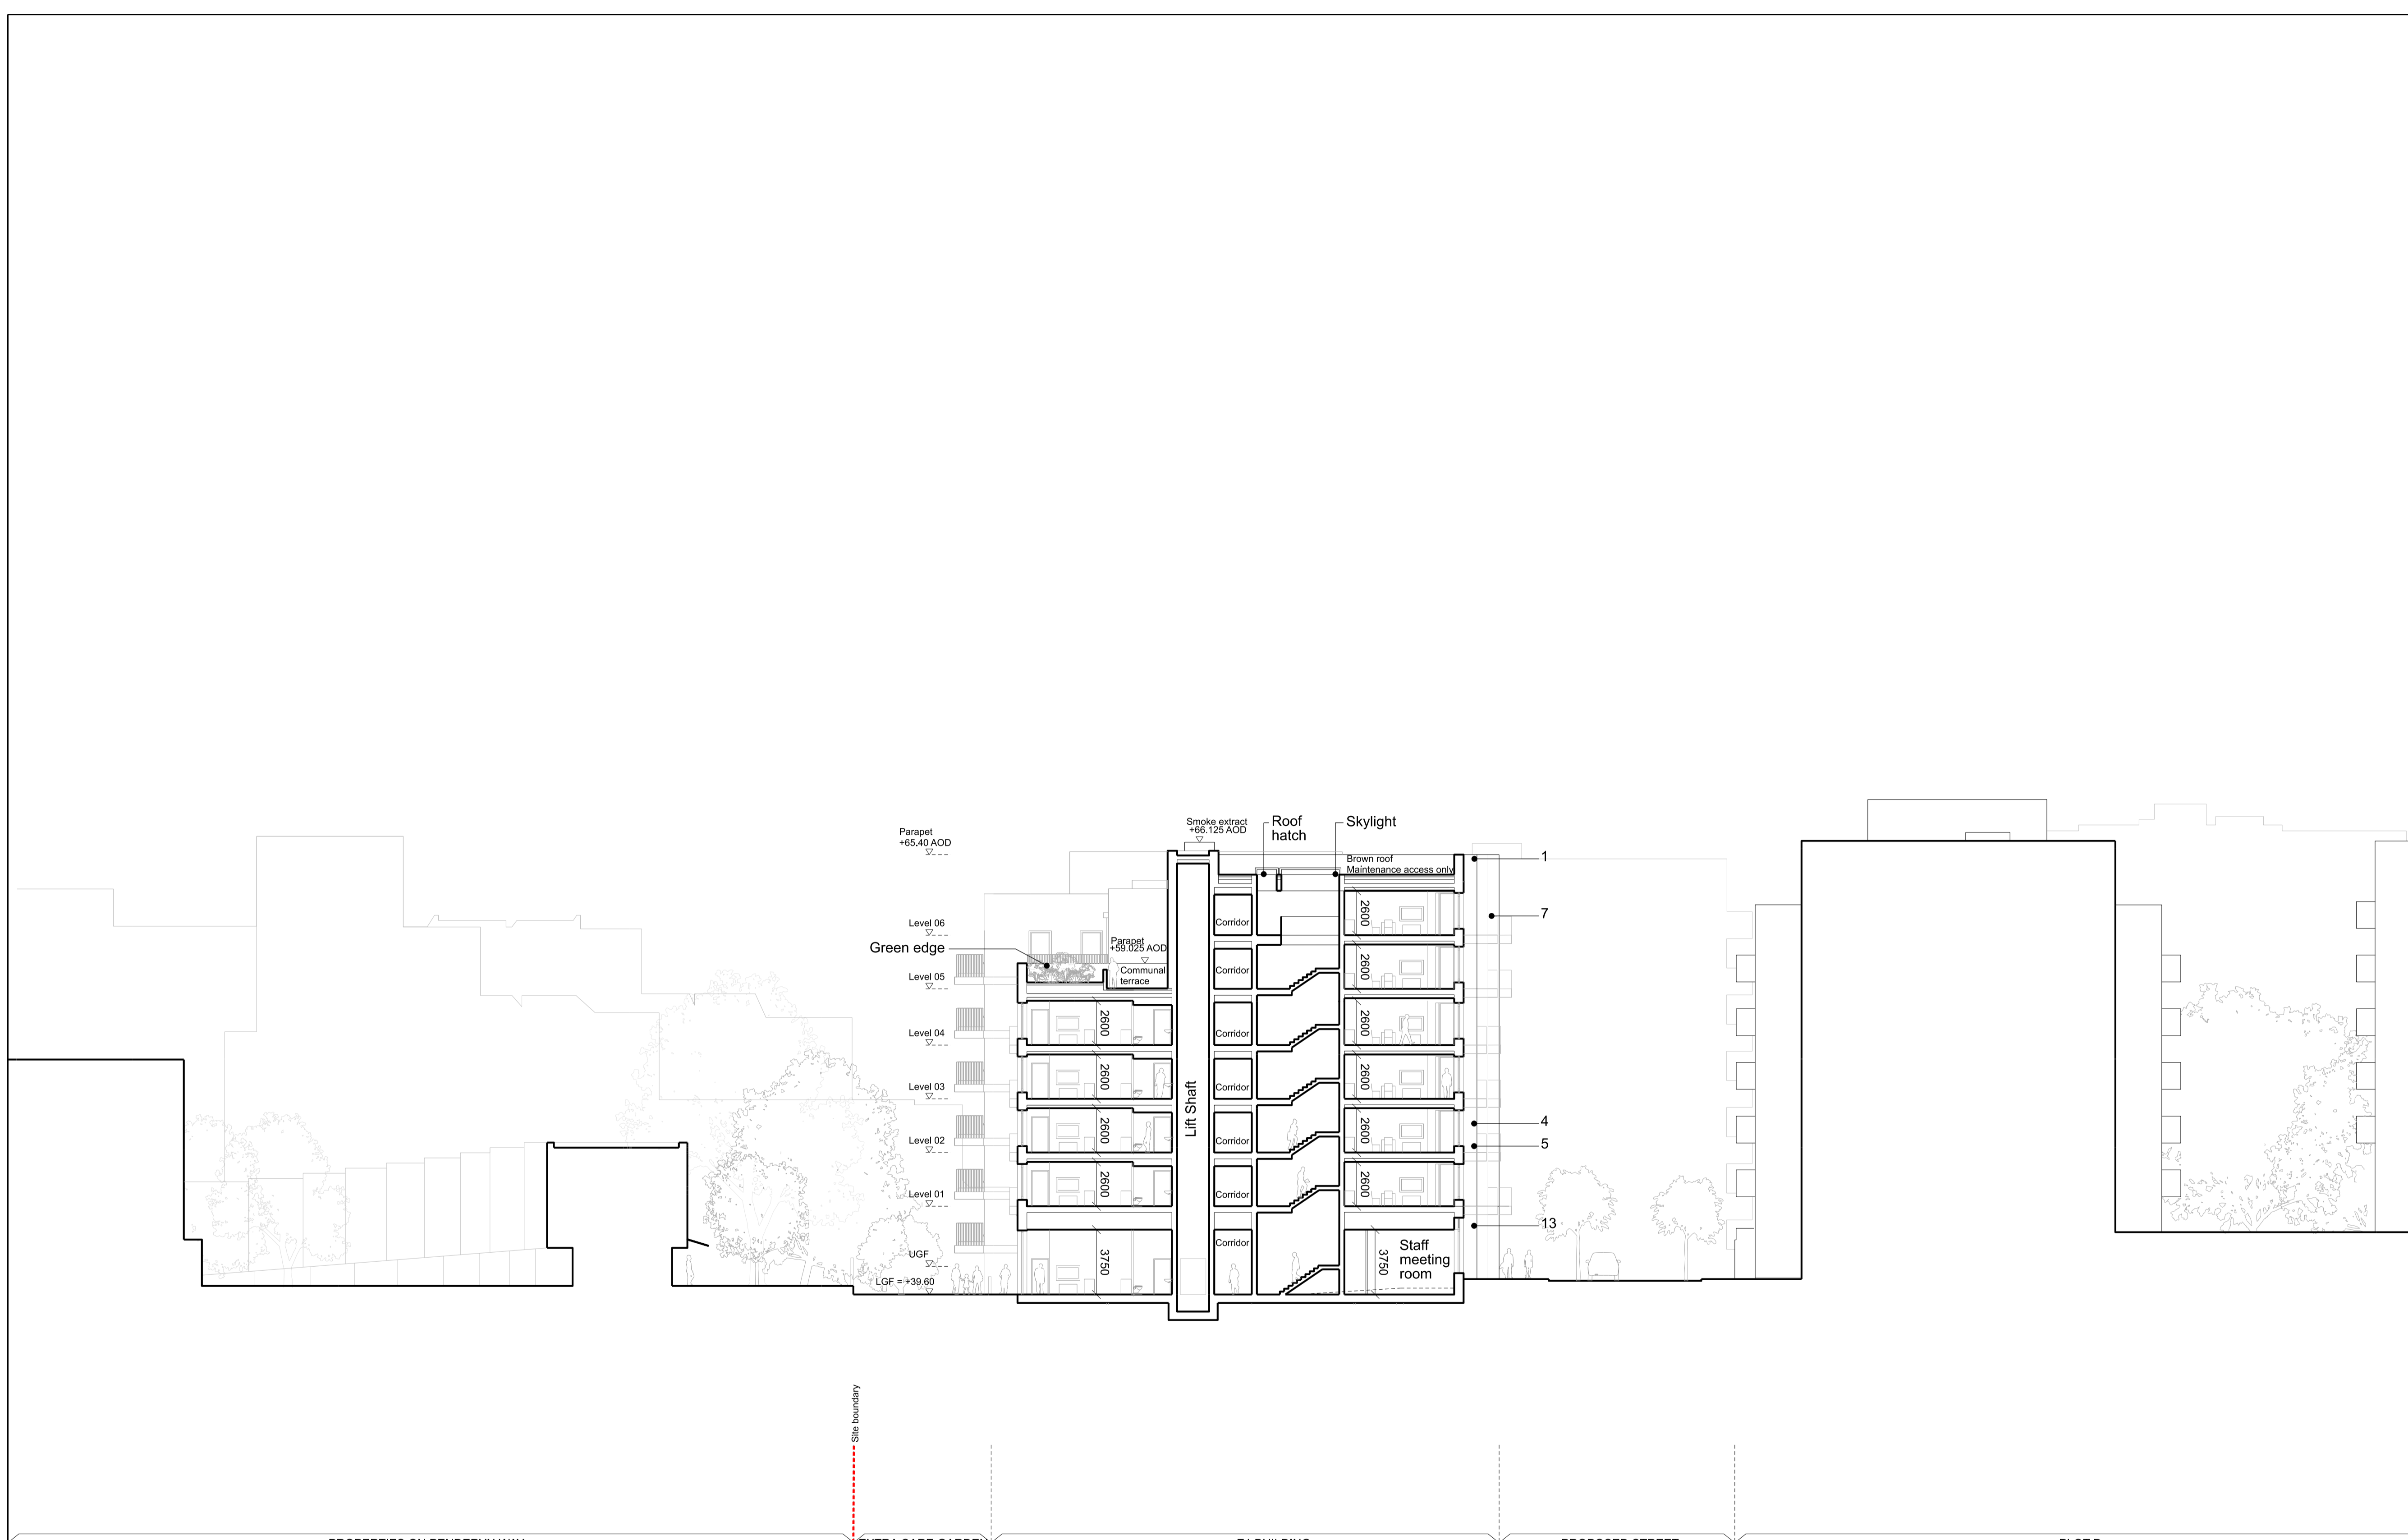 Smoke extract
+66.125 AOD
Roof
hatch
Skylight
Parapet
+65.40 AOD
Brown roof
Maintenance access only
1
2600
7
Level 06
Corridor
Green edge
Parapet
+59.025 AOD
Communal
terrace
Level 05
Corridor
2600
Level 04
2600
Corridor
2600
Level 03
2600
Corridor
2600
Lift Shaft
4
Level 02
2600
Corridor
2600
5
Level 01
2600
Corridor
2600
13
UGF
3750
Corridor
3750
Staff
meeting
room
LGF = +39.60
Site boundary